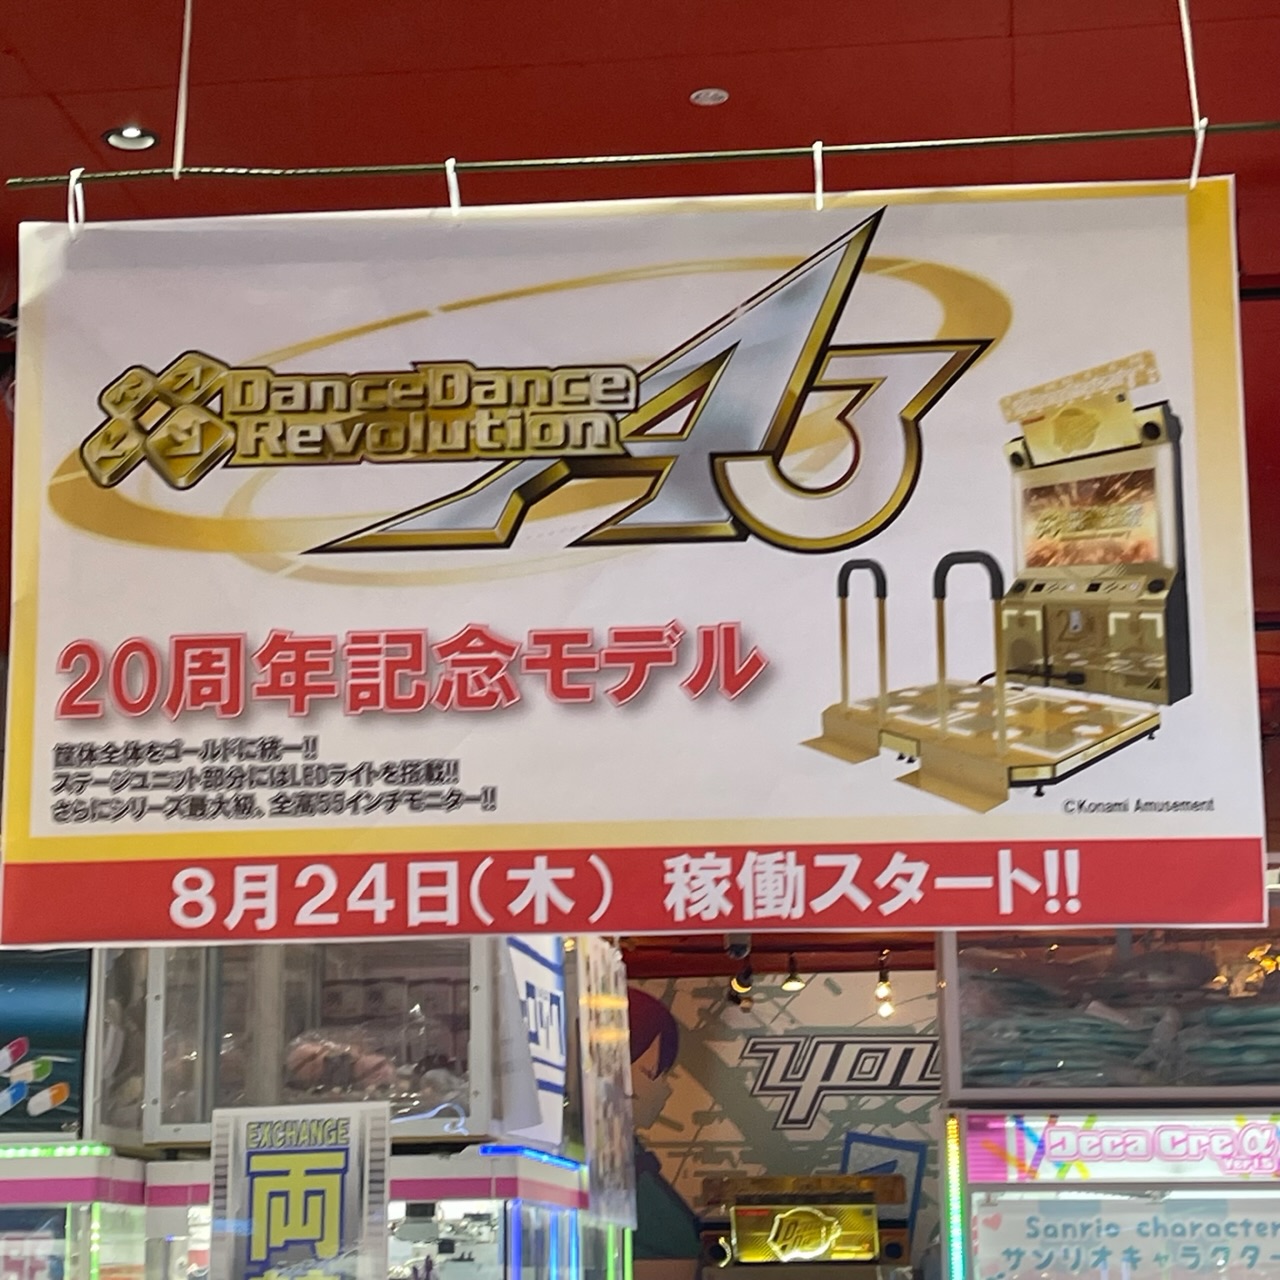 DanceDance
Revolution A3
20周年記念モデル
筐体全体をゴールドに統一!!
ステージユニット部分にはLEDライトを搭載!!
さらにシリーズ最大級、全高55インチモニター!!
©Konami Amusement
8月24日(木) 稼働スタート!!
EXCHANGE
両
YOU
Deca Cre α
Ver1.5
Sanrio character
サンリオキャラクター